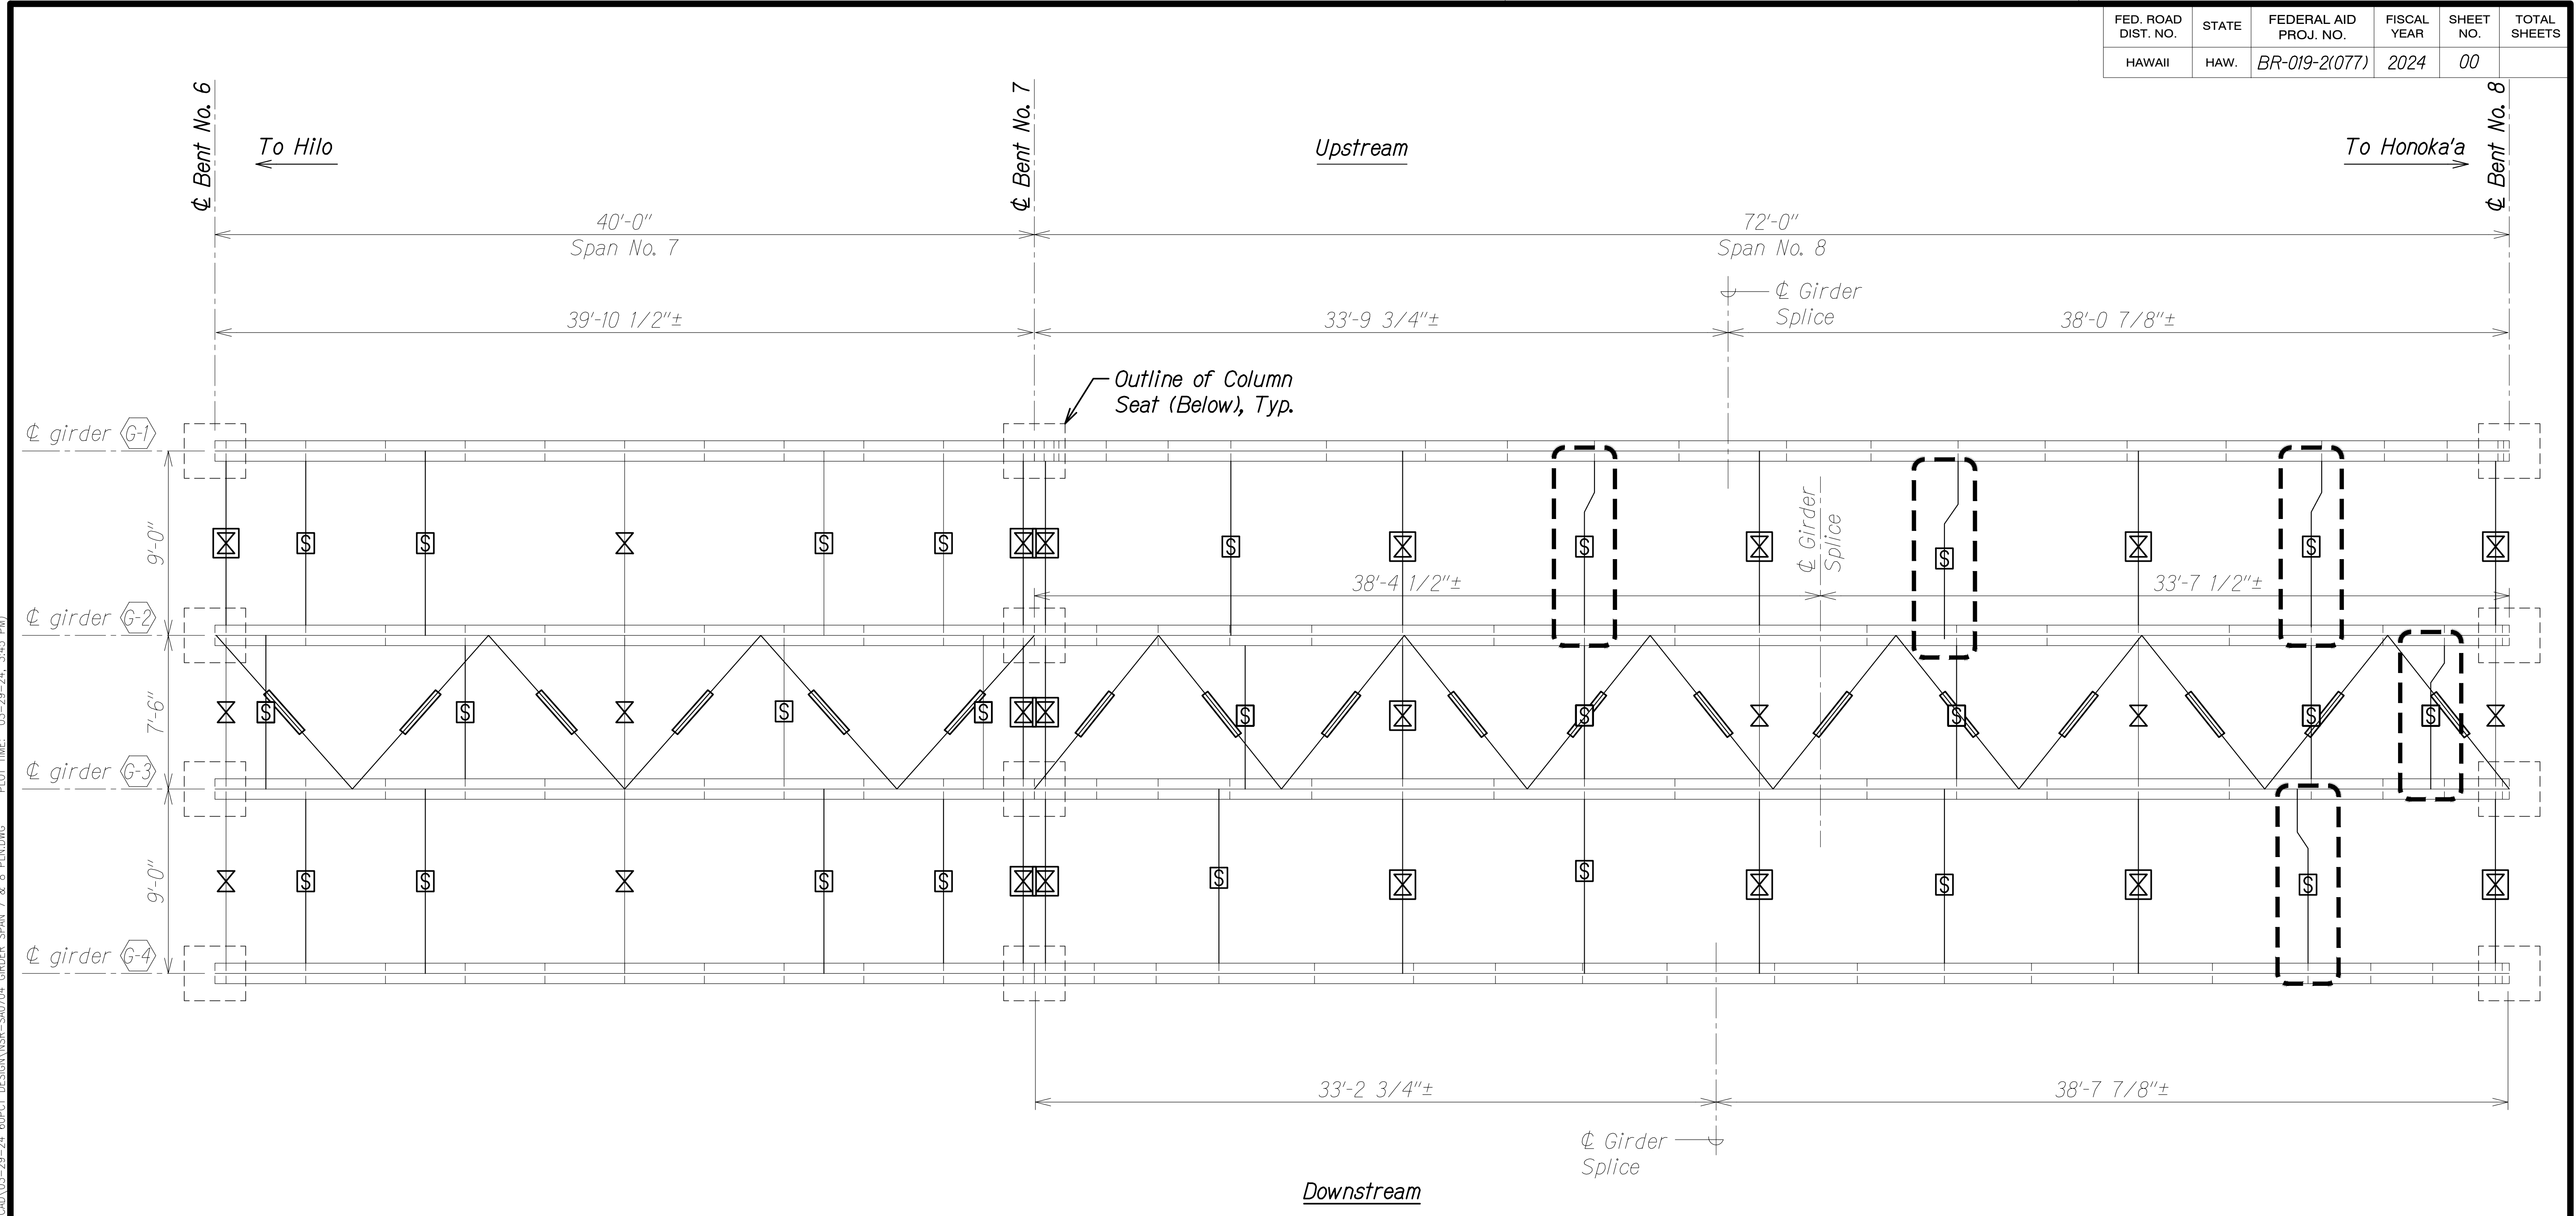 FED. ROAD DIST. NO.
STATE
FEDERAL AID PROJ. NO.
FISCAL YEAR
SHEET NO.
TOTAL SHEETS
HAWAII
HAW.
BR-019-2(077)
2024
00
℄ Bent No. 6
℄ Bent No. 7
℄ Bent No. 8
To Hilo
Upstream
To Honoka'a
40'-0"
Span No. 7
72'-0"
Span No. 8
℄ Girder
Splice
39'-10 1/2"±
33'-9 3/4"±
38'-0 7/8"±
Outline of Column
Seat (Below), Typ.
℄ girder G-1
9'-0"
S
S
S
S
S
S
S
S
℄ Girder
Splice
38'-4 1/2"±
33'-7 1/2"±
℄ girder G-2
7'-6"
S
S
S
S
S
S
S
S
S
℄ girder G-3
9'-0"
S
S
S
S
S
S
S
S
℄ girder G-4
33'-2 3/4"±
38'-7 7/8"±
℄ Girder
Splice
Downstream